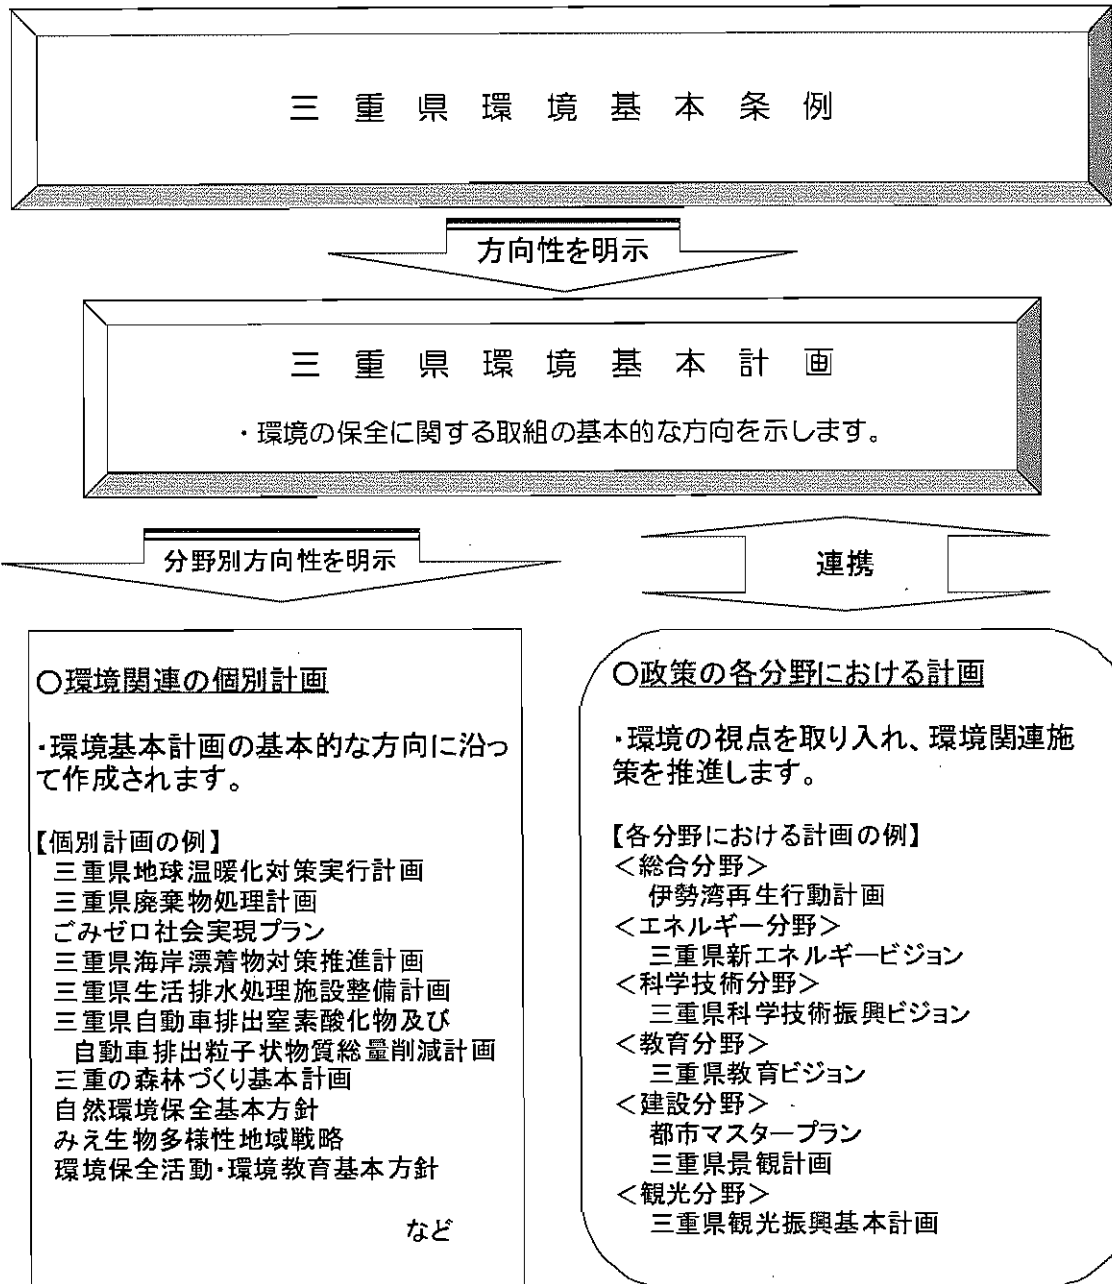 三重県環境基本条例
方向性を明示
三重県環境基本計画
・環境の保全に関する取組の基本的な方向を示します。
分野別方向性を明示
連携
○環境関連の個別計画
・環境基本計画の基本的な方向に沿っ
て作成されます。
【個別計画の例】
三重県地球温暖化対策実行計画
三重県廃棄物処理計画
ごみゼロ社会実現プラン
三重県海岸漂着物対策推進計画
三重県生活排水処理施設整備計画
三重県自動車排出窒素酸化物及び
自動車排出粒子状物質総量削減計画
三重の森林づくり基本計画
自然環境保全基本方針
みえ生物多様性地域戦略
環境保全活動・環境教育基本方針
など
○政策の各分野における計画
・環境の視点を取り入れ、環境関連施
策を推進します。
【各分野における計画の例】
＜総合分野＞
伊勢湾再生行動計画
＜エネルギー分野＞
三重県新エネルギービジョン
＜科学技術分野＞
三重県科学技術振興ビジョン
＜教育分野＞
三重県教育ビジョン
＜建設分野＞
都市マスタープラン
三重県景観計画
＜観光分野＞
三重県観光振興基本計画